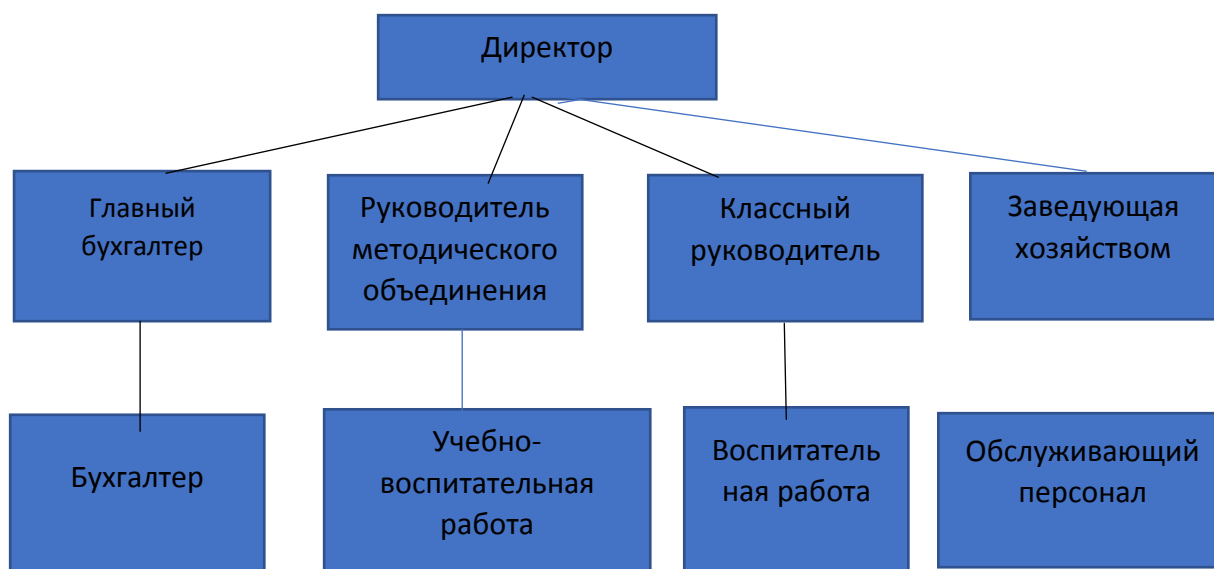 Директор
Главный
бухгалтер
Руководитель
методического
объединения
Классный
руководитель
Заведующая
хозяйством
Бухгалтер
Учебно-
воспитательная
работа
Воспитатель
ная работа
Обслуживающий
персонал